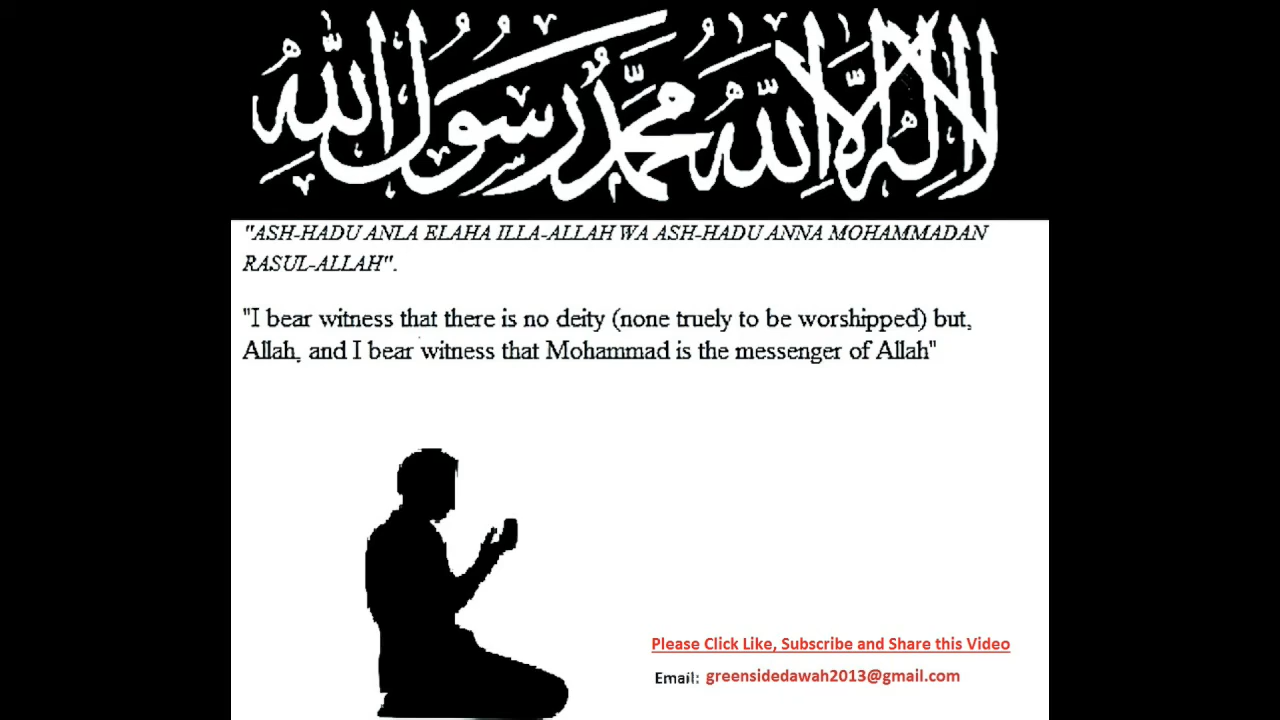 لا إله إلا الله محمد رسول الله
"ASH-HADU ANLA ELAHA ILLA-ALLAH WA ASH-HADU ANNA MOHAMMADAN
RASUL-ALLAH".
"I bear witness that there is no deity (none truely to be worshipped) but,
Allah, and I bear witness that Mohammad is the messenger of Allah"
Please Click Like, Subscribe and Share this Video
Email: greensidedawah2013@gmail.com